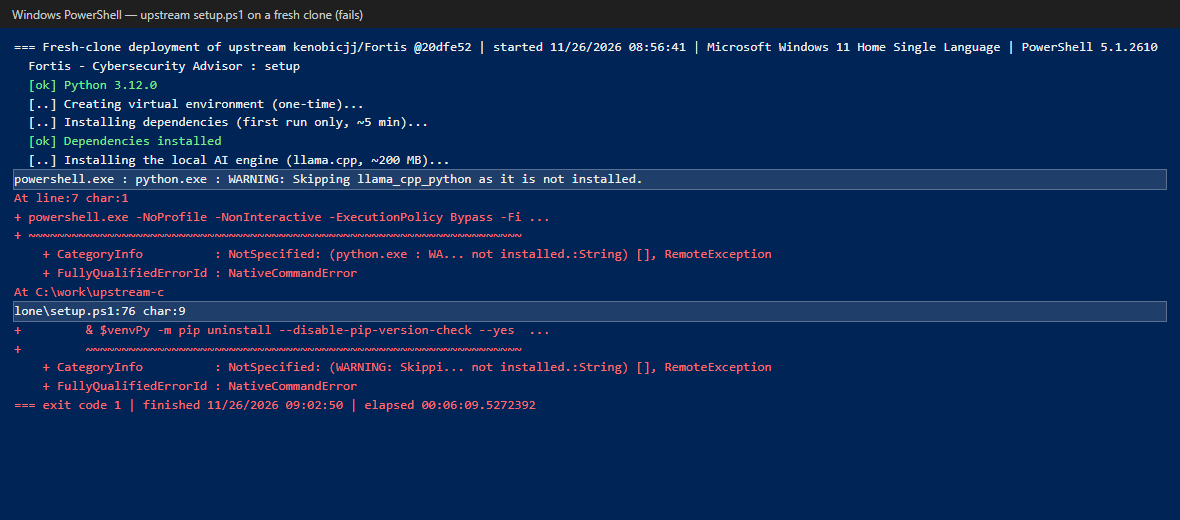 Windows PowerShell — upstream setup.ps1 on a fresh clone (fails)
=== Fresh-clone deployment of upstream kenobicjj/Fortis @20dfe52 | started 11/26/2026 08:56:41 | Microsoft Windows 11 Home Single Language | PowerShell 5.1.2610
Fortis - Cybersecurity Advisor : setup
[ok] Python 3.12.0
[..] Creating virtual environment (one-time)...
[..] Installing dependencies (first run only, ~5 min)...
[ok] Dependencies installed
[..] Installing the local AI engine (llama.cpp, ~200 MB)...
powershell.exe : python.exe : WARNING: Skipping llama_cpp_python as it is not installed.
At line:7 char:1
+ powershell.exe -NoProfile -NonInteractive -ExecutionPolicy Bypass -Fi ...
+ ~~~~~~~~~~~~~~~~~~~~~~~~~~~~~~~~~~~~~~~~~~~~~~~~~~~~~~~~~~~~~~~~~~~~~
+ CategoryInfo          : NotSpecified: (python.exe : WA... not installed.:String) [], RemoteException
+ FullyQualifiedErrorId : NativeCommandError
At C:\work\upstream-c
lone\setup.ps1:76 char:9
+         & $venvPy -m pip uninstall --disable-pip-version-check --yes  ...
+         ~~~~~~~~~~~~~~~~~~~~~~~~~~~~~~~~~~~~~~~~~~~~~~~~~~~~~~~~~~~~~
+ CategoryInfo          : NotSpecified: (WARNING: Skippi... not installed.:String) [], RemoteException
+ FullyQualifiedErrorId : NativeCommandError
=== exit code 1 | finished 11/26/2026 09:02:50 | elapsed 00:06:09.5272392